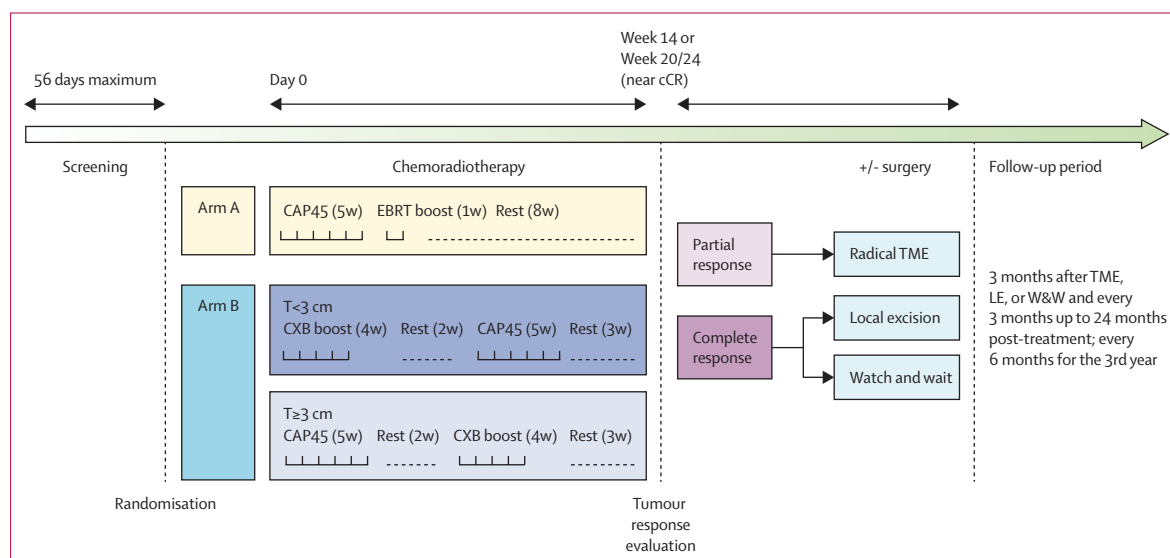 56 days maximum
Day 0
Week 14 or
Week 20/24
(near cCR)
Screening
Chemoradiotherapy
+/- surgery
Follow-up period
Arm A
CAP45 (5w) EBRT boost (1w) Rest (8w)
Arm B
T<3 cm
CXB boost (4w) Rest (2w) CAP45 (5w) Rest (3w)
T≥3 cm
CAP45 (5w) Rest (2w) CXB boost (4w) Rest (3w)
Partial
response
Radical TME
Complete
response
Local excision
Watch and wait
3 months after TME,
LE, or W&W and every
3 months up to 24 months
post-treatment; every
6 months for the 3rd year
Randomisation
Tumour
response
evaluation